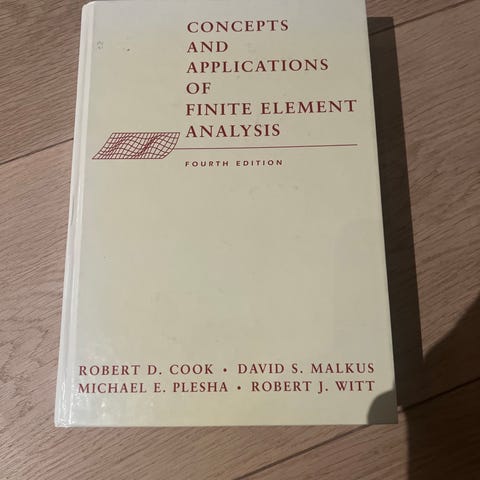 CONCEPTS
AND
APPLICATIONS
OF
FINITE ELEMENT
ANALYSIS
FOURTH EDITION
ROBERT D. COOK • DAVID S. MALKUS
MICHAEL E. PLESHA • ROBERT J. WITT